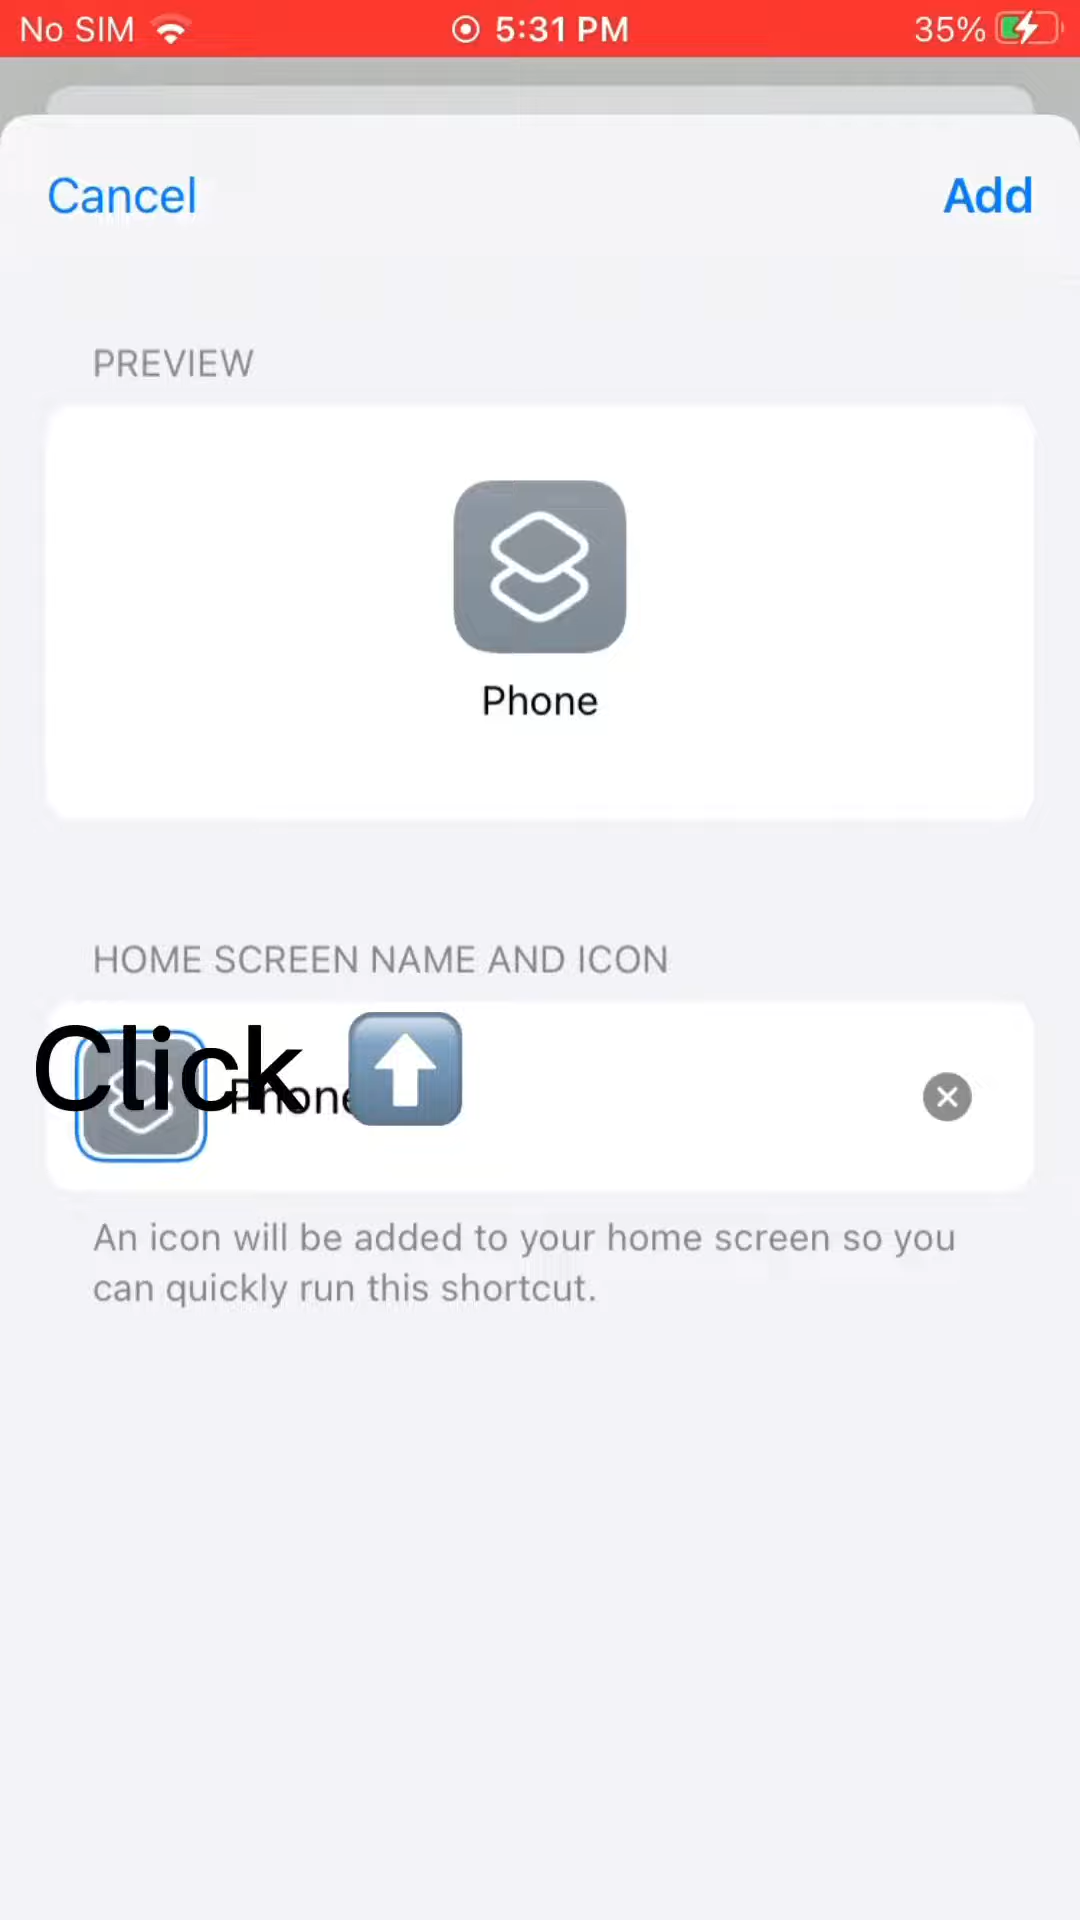 No SIM 5:31 PM 35%
Cancel Add
PREVIEW
Phone
HOME SCREEN NAME AND ICON
Click
Phone
An icon will be added to your home screen so you
can quickly run this shortcut.